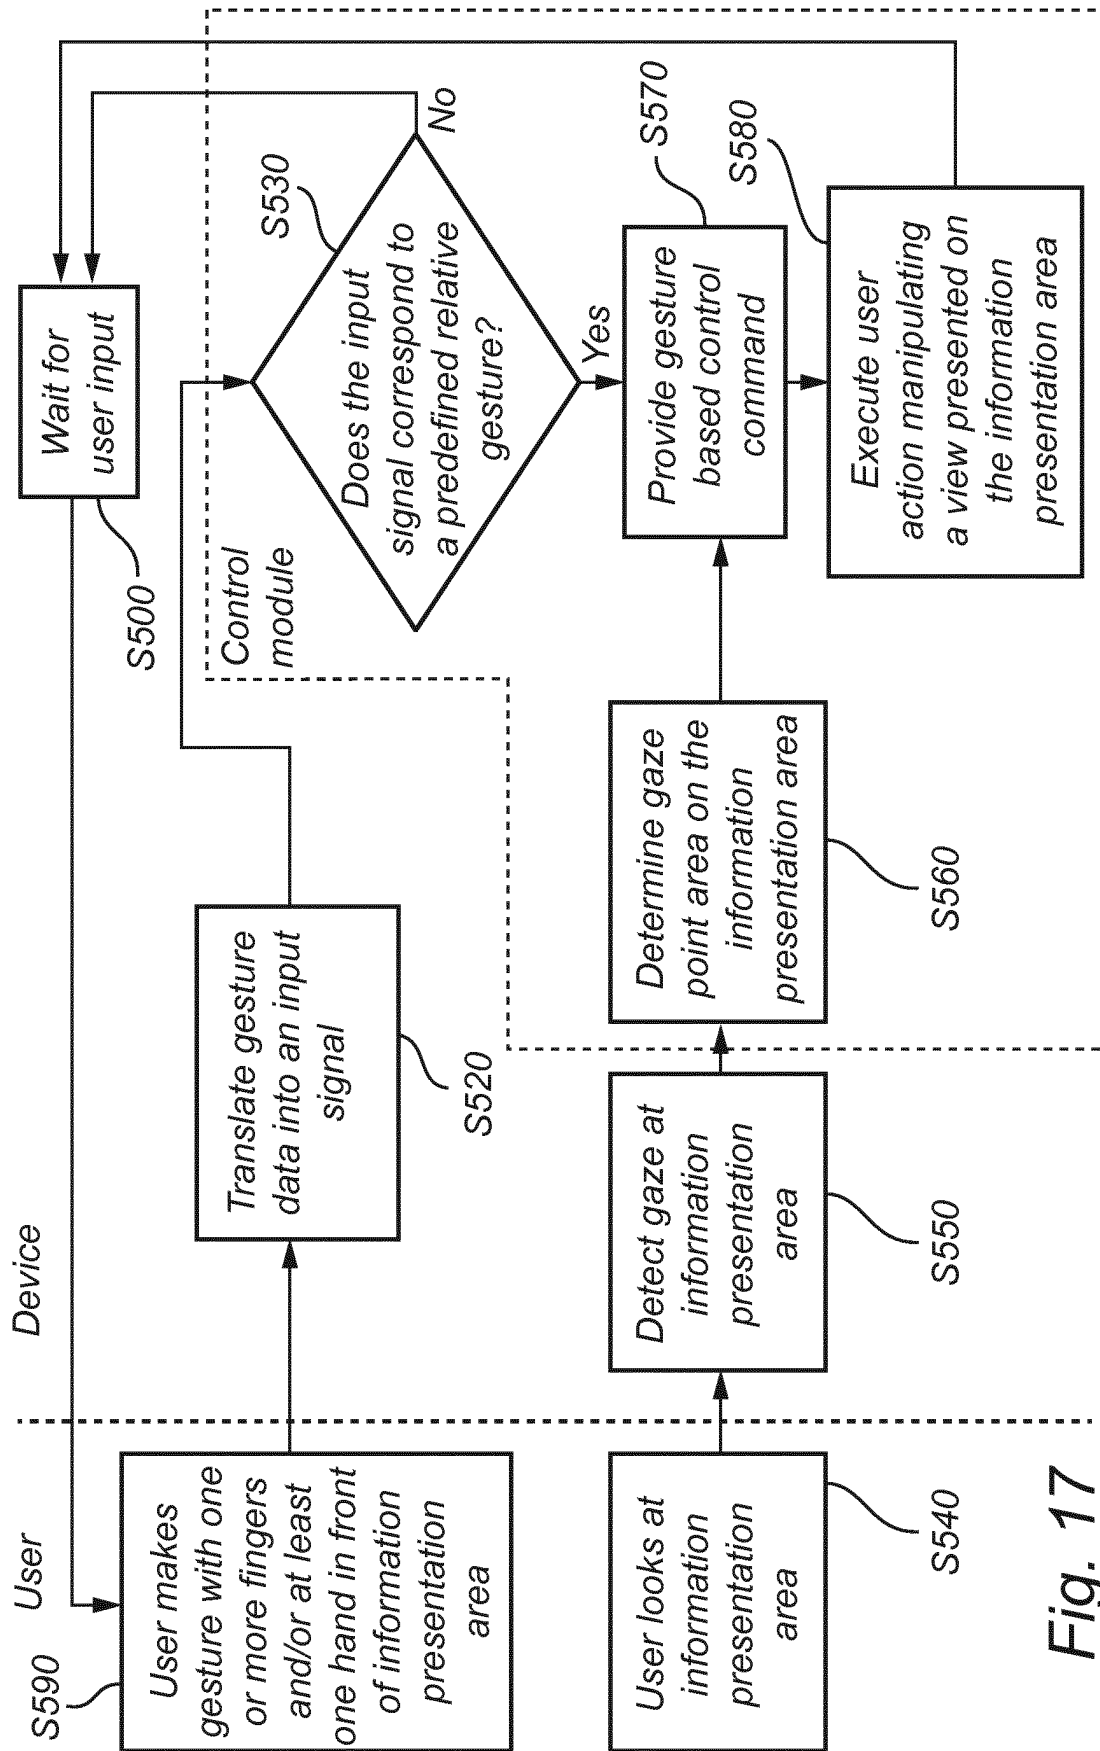 User
Device
S590
User makes
gesture with one
or more fingers
and/or at least
one hand in front
of information
presentation
area
Translate gesture
data into an input
signal
S520
Wait for
user input
S500
Control
module
Does the input
signal correspond to
a predefined relative
gesture?
S530
No
Yes
User looks at
information
presentation
area
S540
Detect gaze at
information
presentation
area
S550
Determine gaze
point area on the
information
presentation area
S560
Provide gesture
based control
command
S570
Execute user
action manipulating
a view presented on
the information
presentation area
S580
Fig. 17